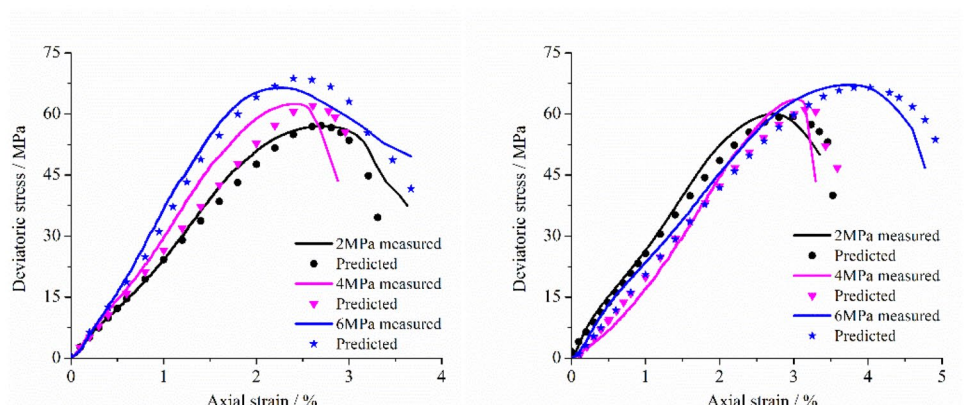 Deviatoric stress / MPa
75
60
45
30
15
0
2MPa measured
Predicted
4MPa measured
Predicted
6MPa measured
Predicted
0 1 2 3 4
Axial strain / %
Deviatoric stress / MPa
75
60
45
30
15
0
2MPa measured
Predicted
4MPa measured
Predicted
6MPa measured
Predicted
0 1 2 3 4 5
Axial strain / %